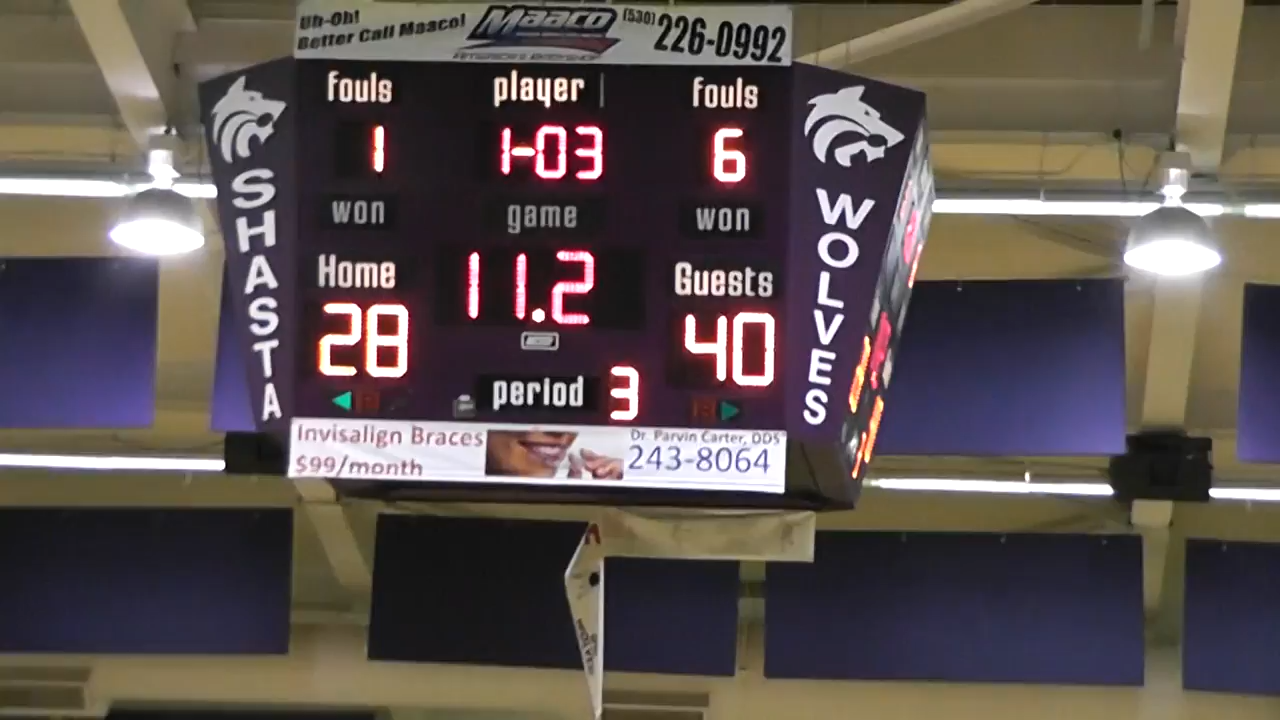 Uh-Oh!
Better Call Maaco!
Maaco
(530)
226-0992
fouls
player
fouls
1
1-03
6
won
game
won
Home
11.2
Guests
28
40
period
3
SHASTA
WOLVES
Invisalign Braces
$99/month
Dr. Parvin Carter, DDS
243-8064